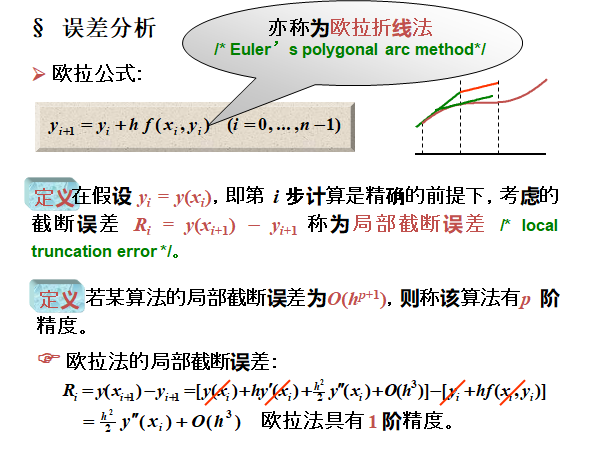 § 误差分析
亦称为欧拉折线法
/* Euler’s polygonal arc method*/
➢ 欧拉公式:
y_{i+1} = y_i + h f (x_i, y_i) (i = 0, ..., n − 1)
定义在假设 y_i = y(x_i)，即第 i 步计算是精确的前提下，考虑的
截断误差 R_i = y(x_{i+1}) − y_{i+1} 称为局部截断误差 /* local
truncation error */。
定义 若某算法的局部截断误差为O(h^{p+1})，则称该算法有p 阶
精度。
☞ 欧拉法的局部截断误差:
R_i = y(x_{i+1}) − y_{i+1} = [y(x_i) + hy′(x_i) + \frac{h^2}{2} y″(x_i) + O(h^3)] − [y_i + hf(x_i, y_i)]
= \frac{h^2}{2} y″(x_i) + O(h^3) 欧拉法具有 1 阶精度。